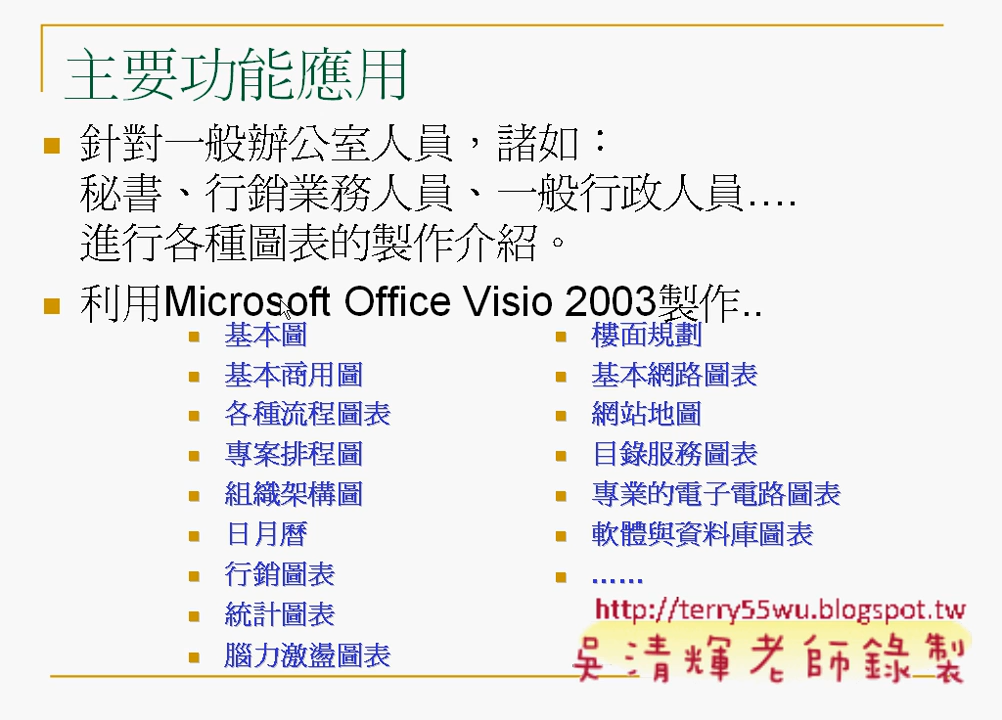 主要功能應用
針對一般辦公室人員，諸如：
秘書、行銷業務人員、一般行政人員....
進行各種圖表的製作介紹。
利用Microsoft Office Visio 2003製作..
基本圖
基本商用圖
各種流程圖表
專案排程圖
組織架構圖
日月曆
行銷圖表
統計圖表
腦力激盪圖表
樓面規劃
基本網路圖表
網站地圖
目錄服務圖表
專業的電子電路圖表
軟體與資料庫圖表
......
http://terry55wu.blogspot.tw
吳清輝老師錄製